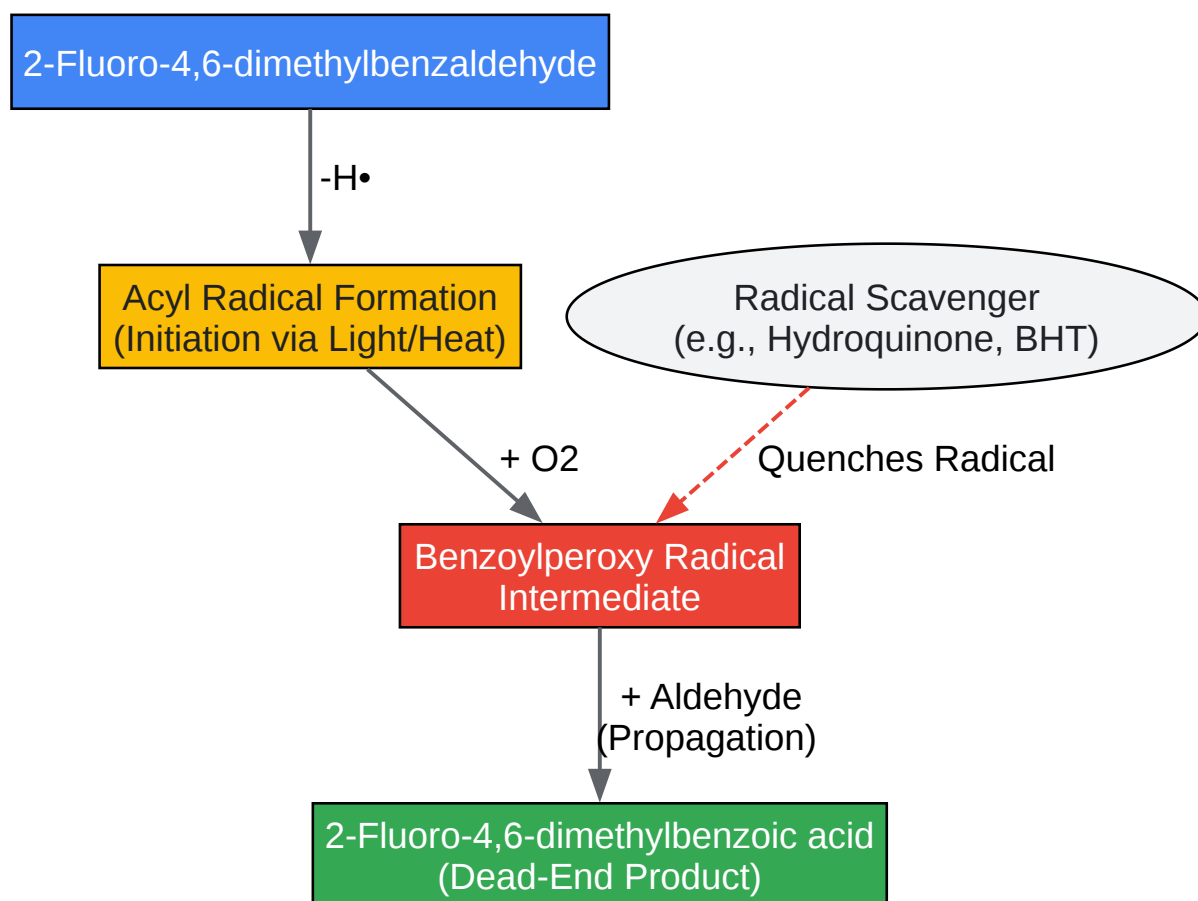 2-Fluoro-4,6-dimethylbenzaldehyde
-H•
Acyl Radical Formation
(Initiation via Light/Heat)
Radical Scavenger
(e.g., Hydroquinone, BHT)
+ O2
Quenches Radical
Benzoylperoxy Radical
Intermediate
+ Aldehyde
(Propagation)
2-Fluoro-4,6-dimethylbenzoic acid
(Dead-End Product)